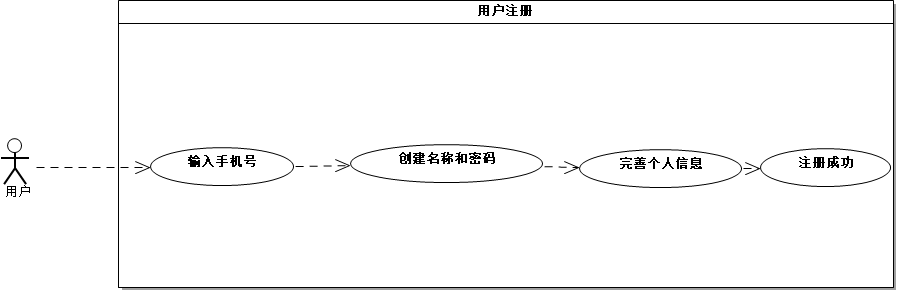 用户注册
输入手机号
创建名称和密码
完善个人信息
注册成功
用户